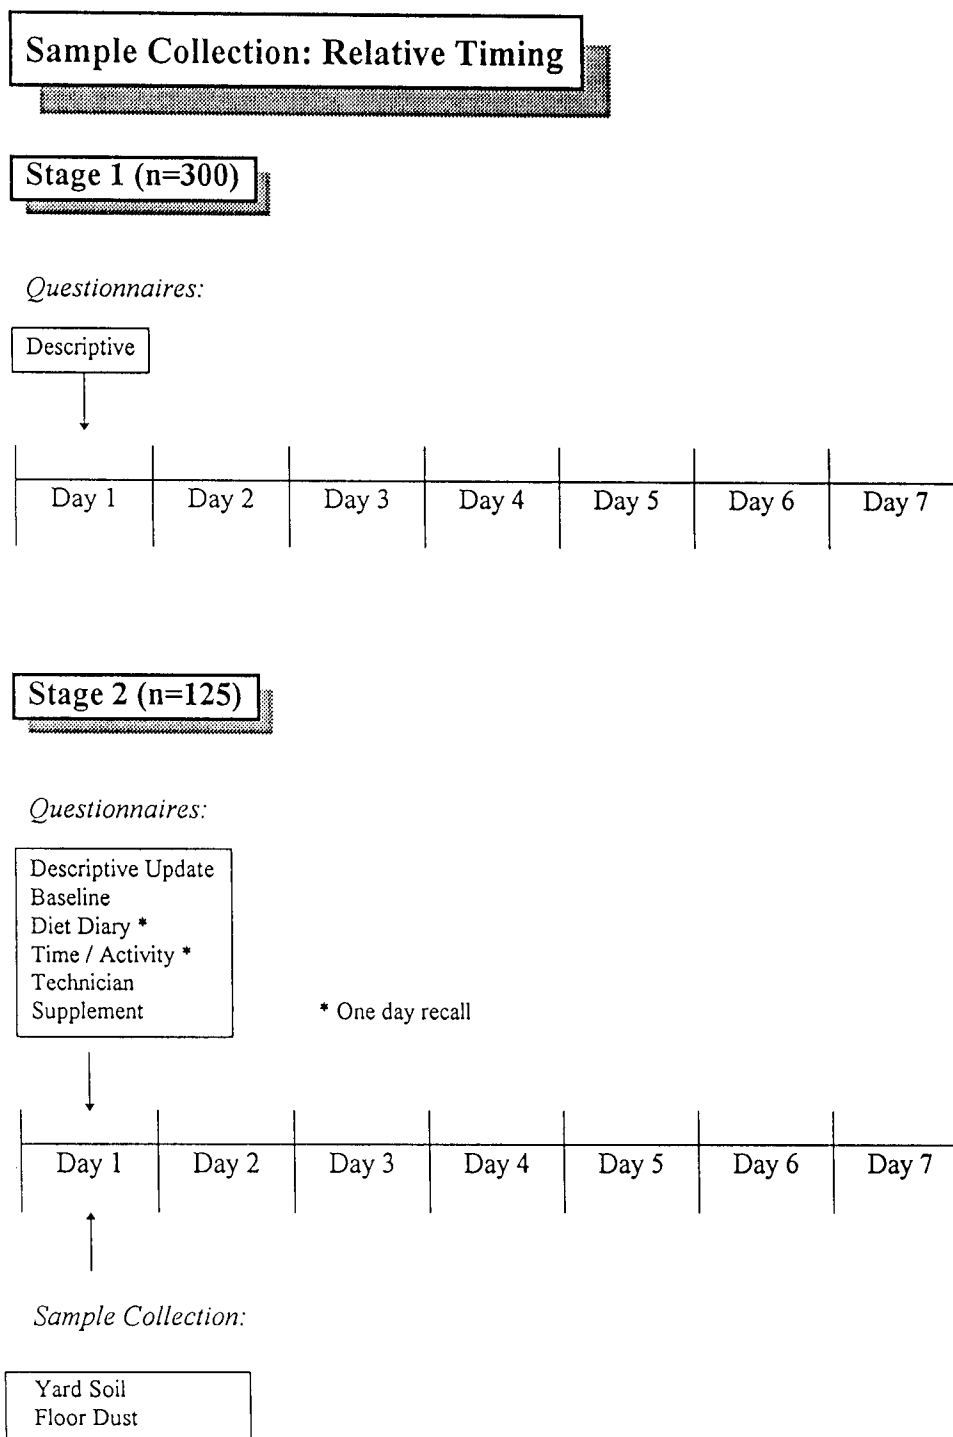 Sample Collection: Relative Timing
Stage 1 (n=300)
Questionnaires:
Descriptive
Day 1 Day 2 Day 3 Day 4 Day 5 Day 6 Day 7
Stage 2 (n=125)
Questionnaires:
Descriptive Update
Baseline
Diet Diary *
Time / Activity *
Technician
Supplement
* One day recall
Day 1 Day 2 Day 3 Day 4 Day 5 Day 6 Day 7
Sample Collection:
Yard Soil
Floor Dust